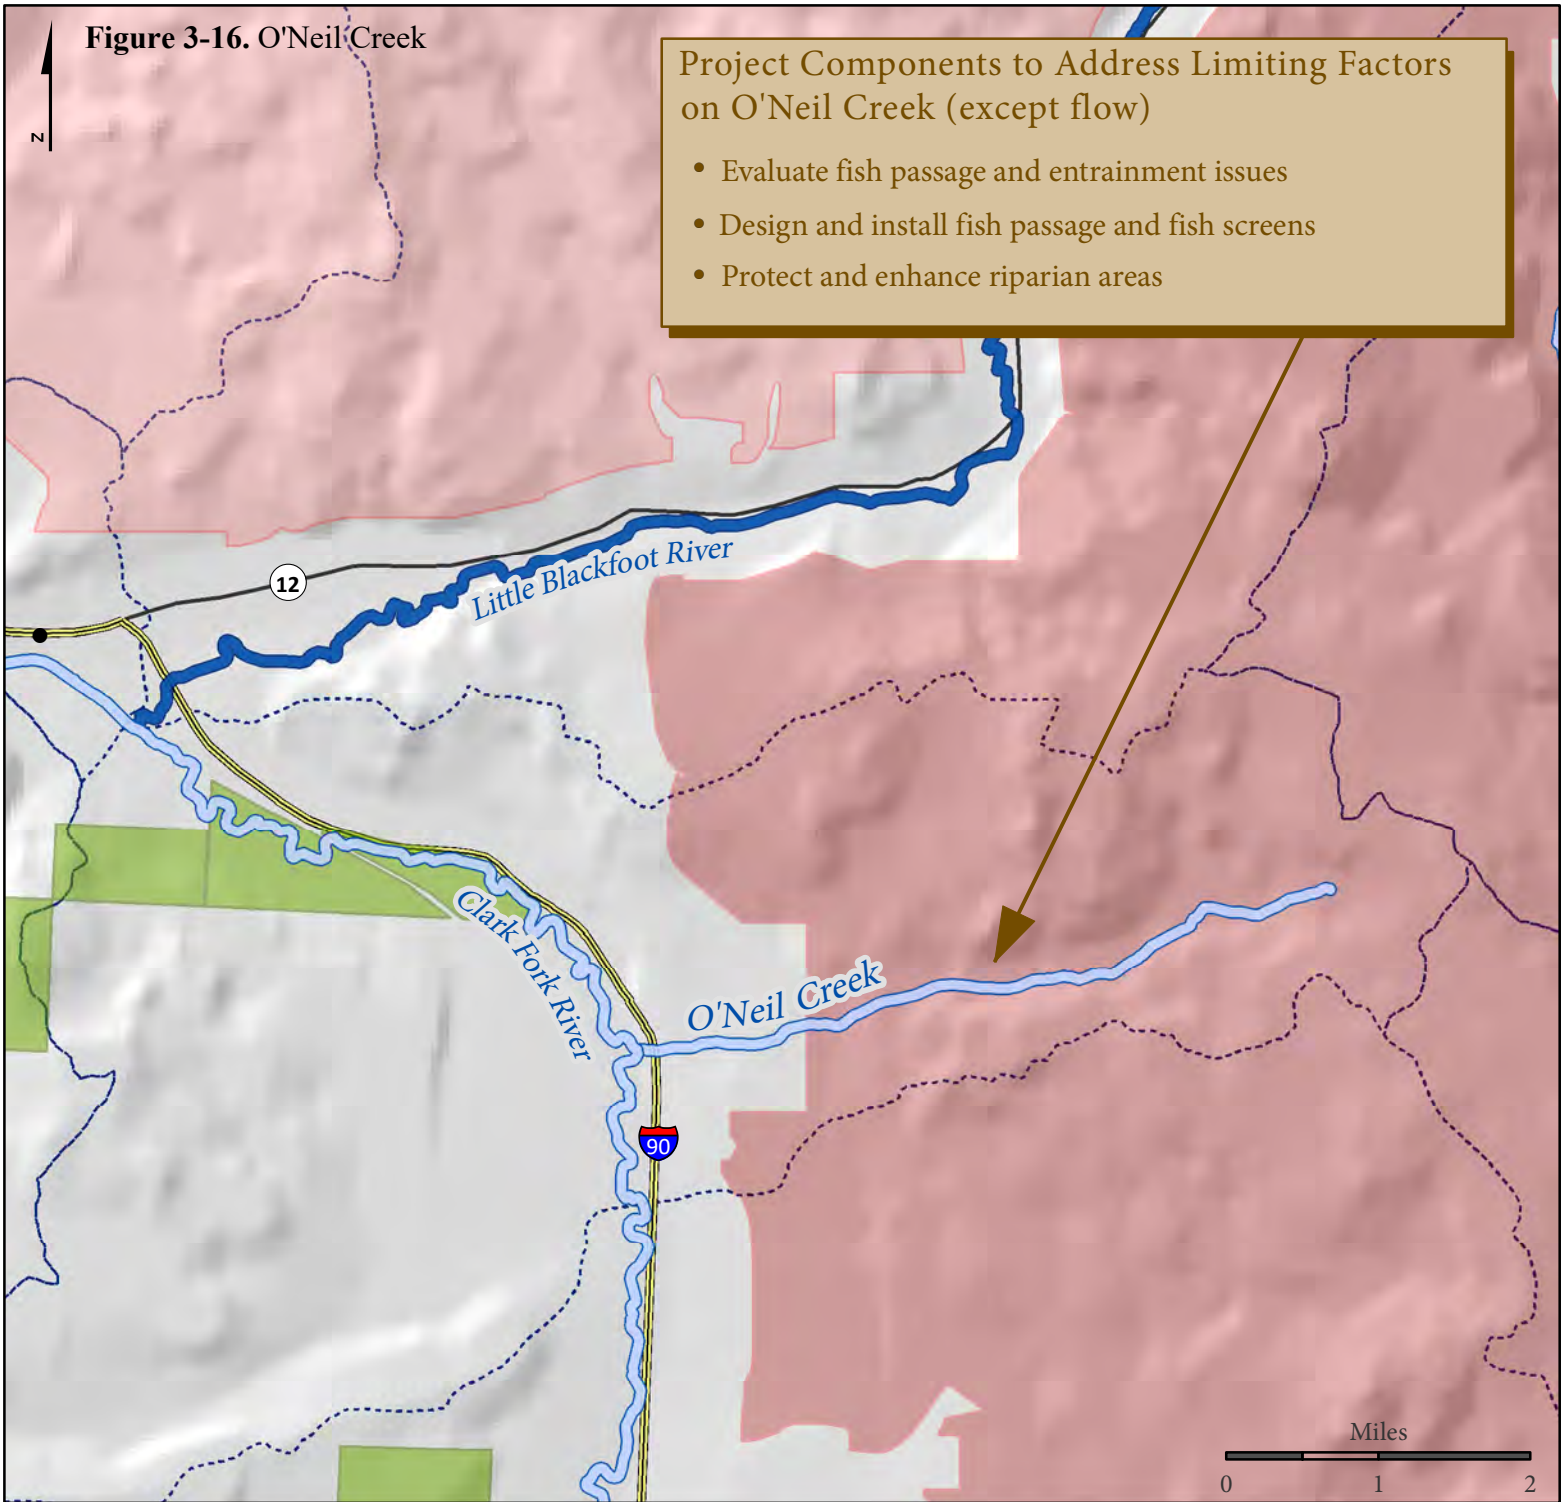 Figure 3-16. O'Neil Creek
N
Project Components to Address Limiting Factors
on O'Neil Creek (except flow)
• Evaluate fish passage and entrainment issues
• Design and install fish passage and fish screens
• Protect and enhance riparian areas
Little Blackfoot River
12
Clark Fork River
O'Neil Creek
90
Miles
0 1 2